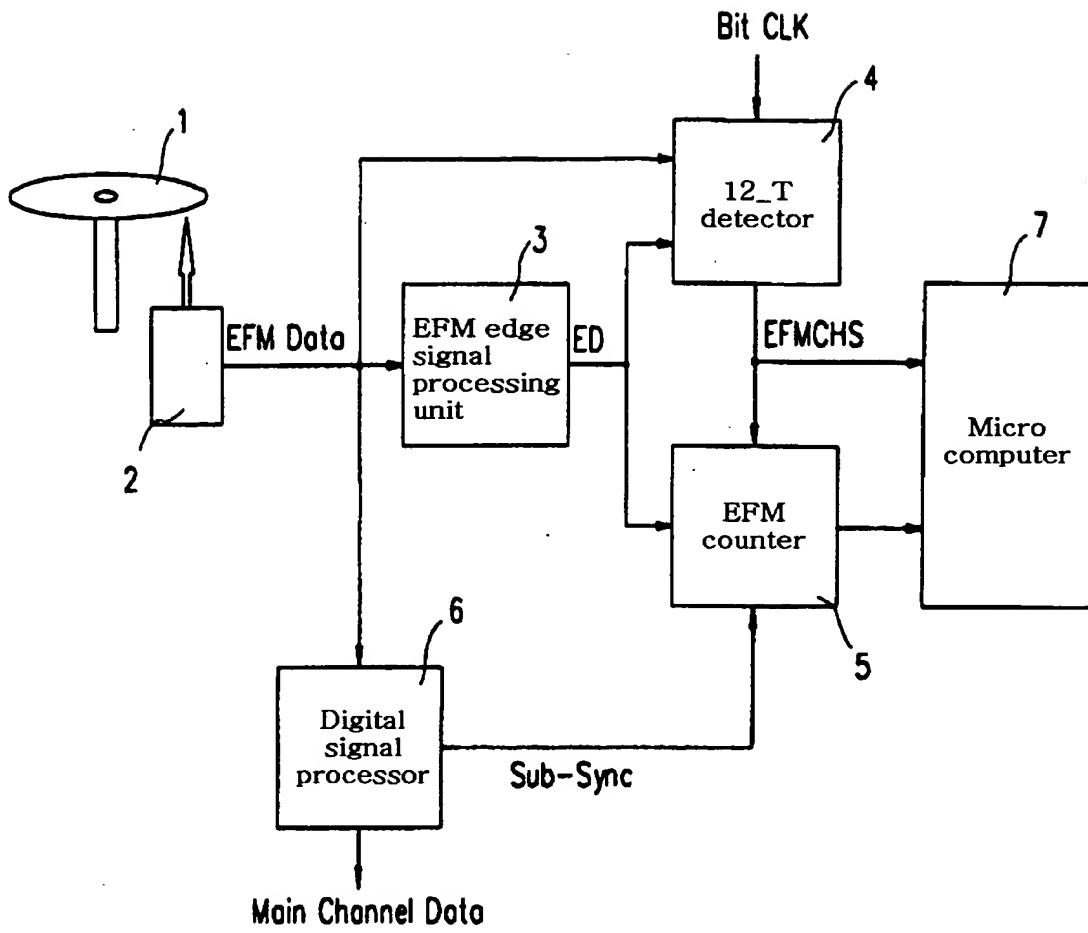 Bit CLK
4
1
12_T
detector
3
7
EFM Data
EFM edge
signal
processing
unit
ED
EFMCHS
Micro
computer
2
EFM
counter
6
5
Digital
signal
processor
Sub-Sync
Main Channel Data